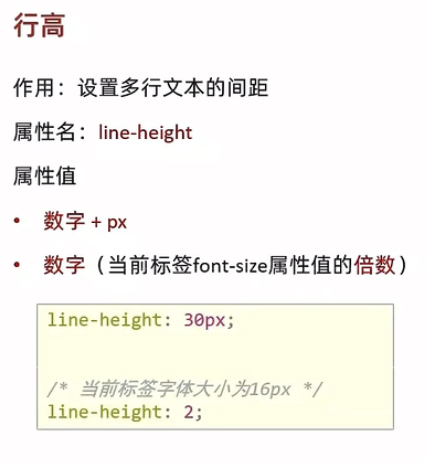 行高
作用：设置多行文本的间距
属性名：line-height
属性值
• 数字 + px
• 数字（当前标签font-size属性值的倍数）
line-height: 30px;
/* 当前标签字体大小为16px */
line-height: 2;